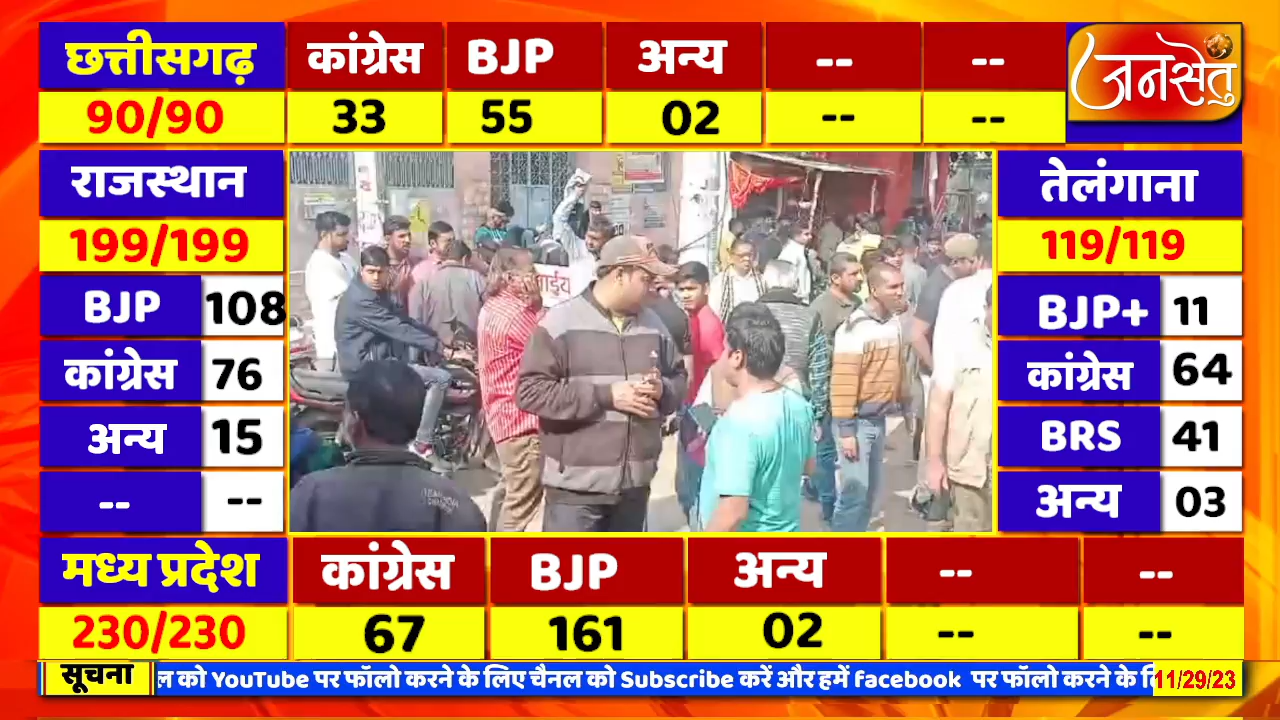 छत्तीसगढ़ कांग्रेस BJP अन्य -- --
जनसेतु
90/90 33 55 02 -- --
राजस्थान
199/199
BJP 108
कांग्रेस 76
अन्य 15
-- --
तेलंगाना
119/119
BJP+ 11
कांग्रेस 64
BRS 41
अन्य 03
मध्य प्रदेश कांग्रेस BJP अन्य -- --
230/230 67 161 02 -- --
सूचना ल को YouTube पर फॉलो करने के लिए चैनल को Subscribe करें और हमें facebook पर फॉलो करने के 11/29/23